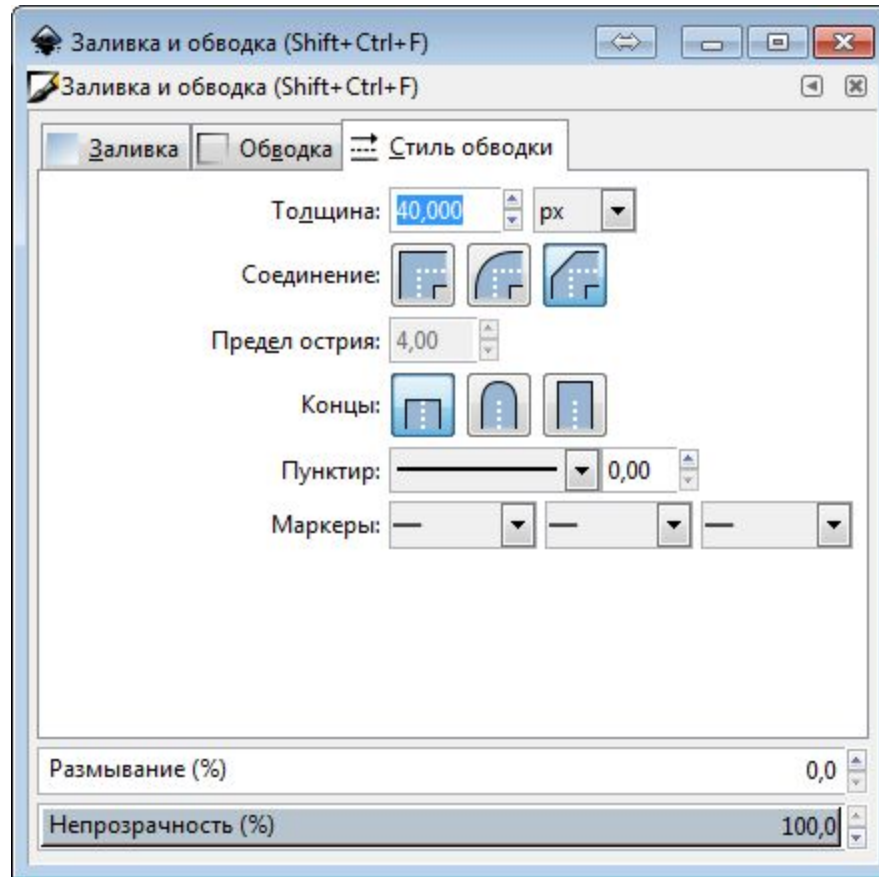 Заливка и обводка (Shift+Ctrl+F)
Заливка и обводка (Shift+Ctrl+F)
Заливка Обводка Стиль обводки
Толщина: 40,000 px
Соединение:
Предел острия: 4,00
Концы:
Пунктир: 0,00
Маркеры:
Размывание (%) 0,0
Непрозрачность (%) 100,0